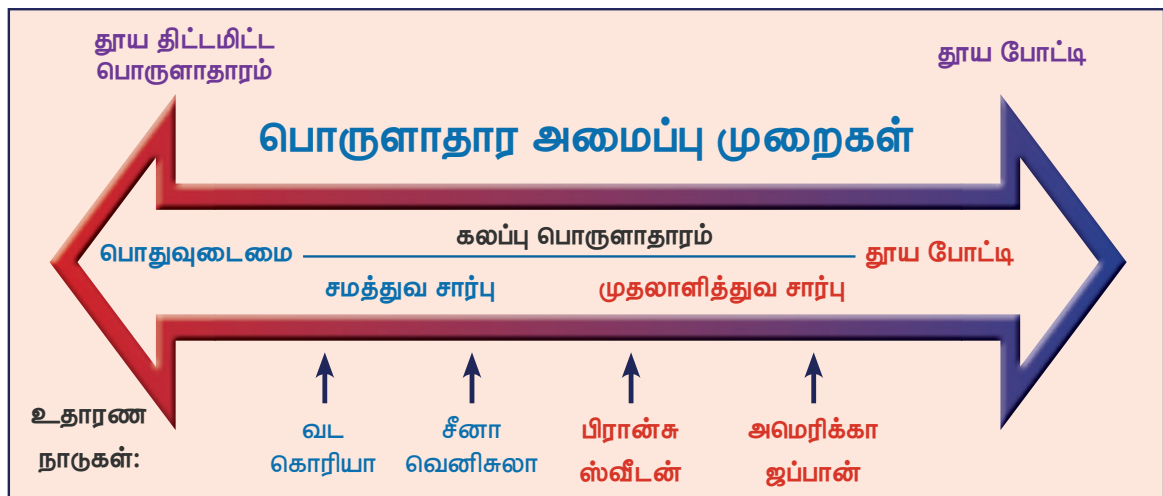 தூய திட்டமிட்ட
பொருளாதாரம்
தூய போட்டி
பொருளாதார அமைப்பு முறைகள்
கலப்பு பொருளாதாரம்
பொதுவுடைமை
தூய போட்டி
சமத்துவ சார்பு
முதலாளித்துவ சார்பு
உதாரண
நாடுகள்:
வட
கொரியா
சீனா
வெனிசுலா
பிரான்சு
ஸ்வீடன்
அமெரிக்கா
ஜப்பான்